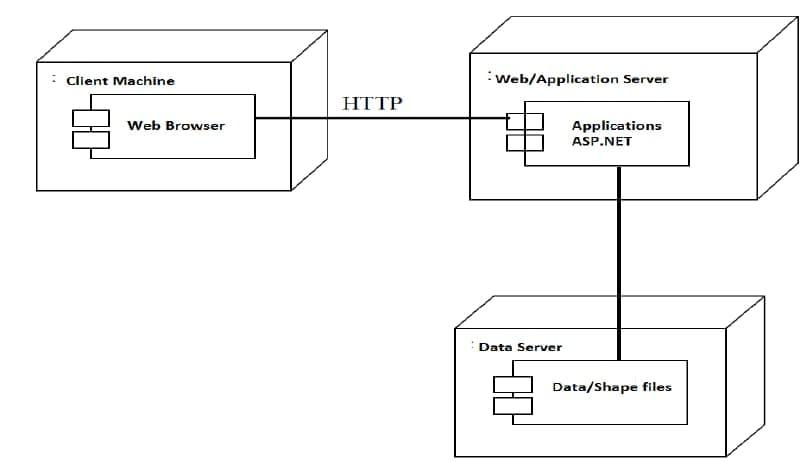 : Client Machine
Web Browser
HTTP
: Web/Application Server
Applications
ASP.NET
: Data Server
Data/Shape files